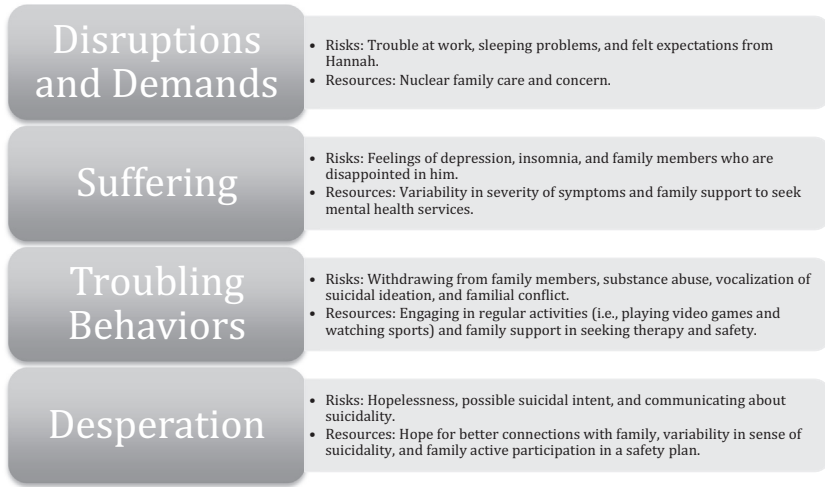 Disruptions
and Demands
• Risks: Trouble at work, sleeping problems, and felt expectations from
Hannah.
• Resources: Nuclear family care and concern.
Suffering
• Risks: Feelings of depression, insomnia, and family members who are
disappointed in him.
• Resources: Variability in severity of symptoms and family support to seek
mental health services.
Troubling
Behaviors
• Risks: Withdrawing from family members, substance abuse, vocalization of
suicidal ideation, and familial conflict.
• Resources: Engaging in regular activities (i.e., playing video games and
watching sports) and family support in seeking therapy and safety.
Desperation
• Risks: Hopelessness, possible suicidal intent, and communicating about
suicidality.
• Resources: Hope for better connections with family, variability in sense of
suicidality, and family active participation in a safety plan.